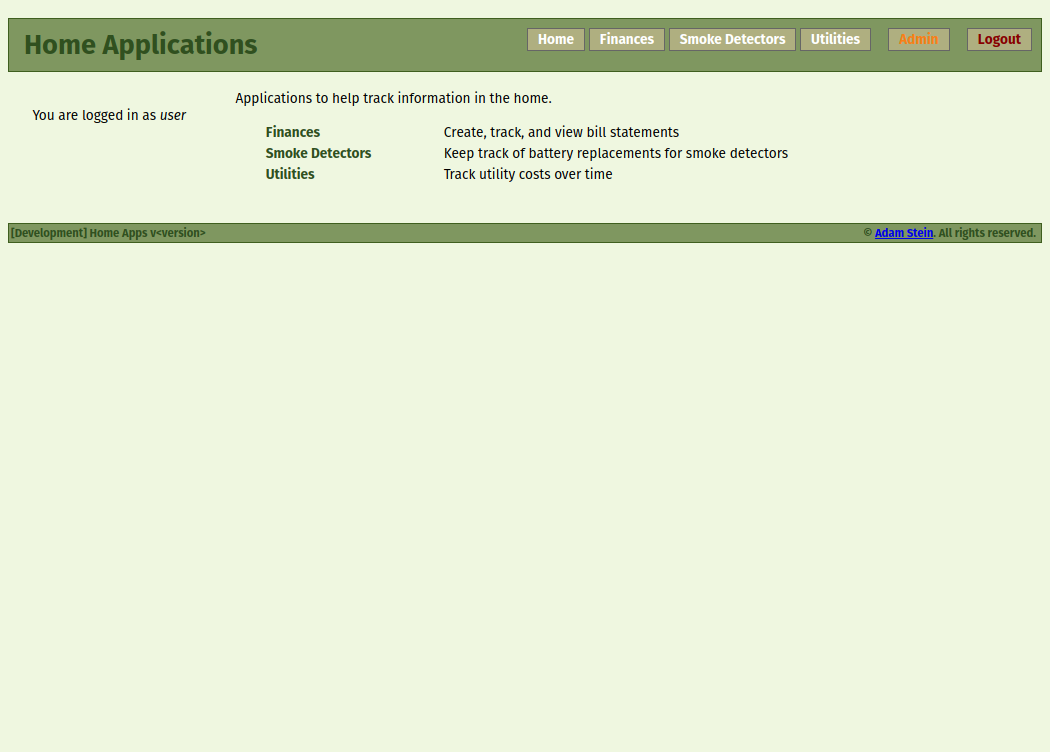 Home Applications
Home Finances Smoke Detectors Utilities Admin Logout
You are logged in as user
Applications to help track information in the home.
Finances Create, track, and view bill statements
Smoke Detectors Keep track of battery replacements for smoke detectors
Utilities Track utility costs over time
[Development] Home Apps v<version>
© Adam Stein. All rights reserved.